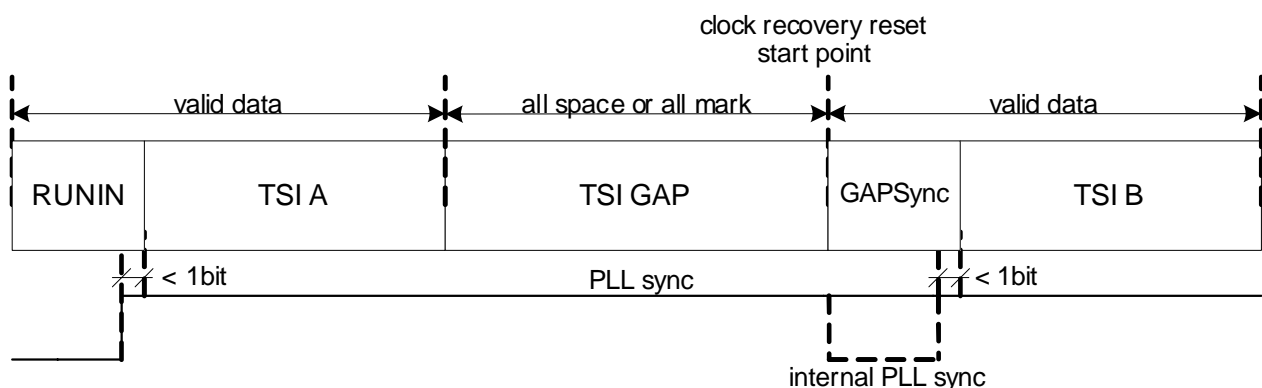 clock recovery reset
start point
valid data
all space or all mark
valid data
RUNIN
TSI A
TSI GAP
GAPSync
TSI B
< 1bit
PLL sync
< 1bit
internal PLL sync